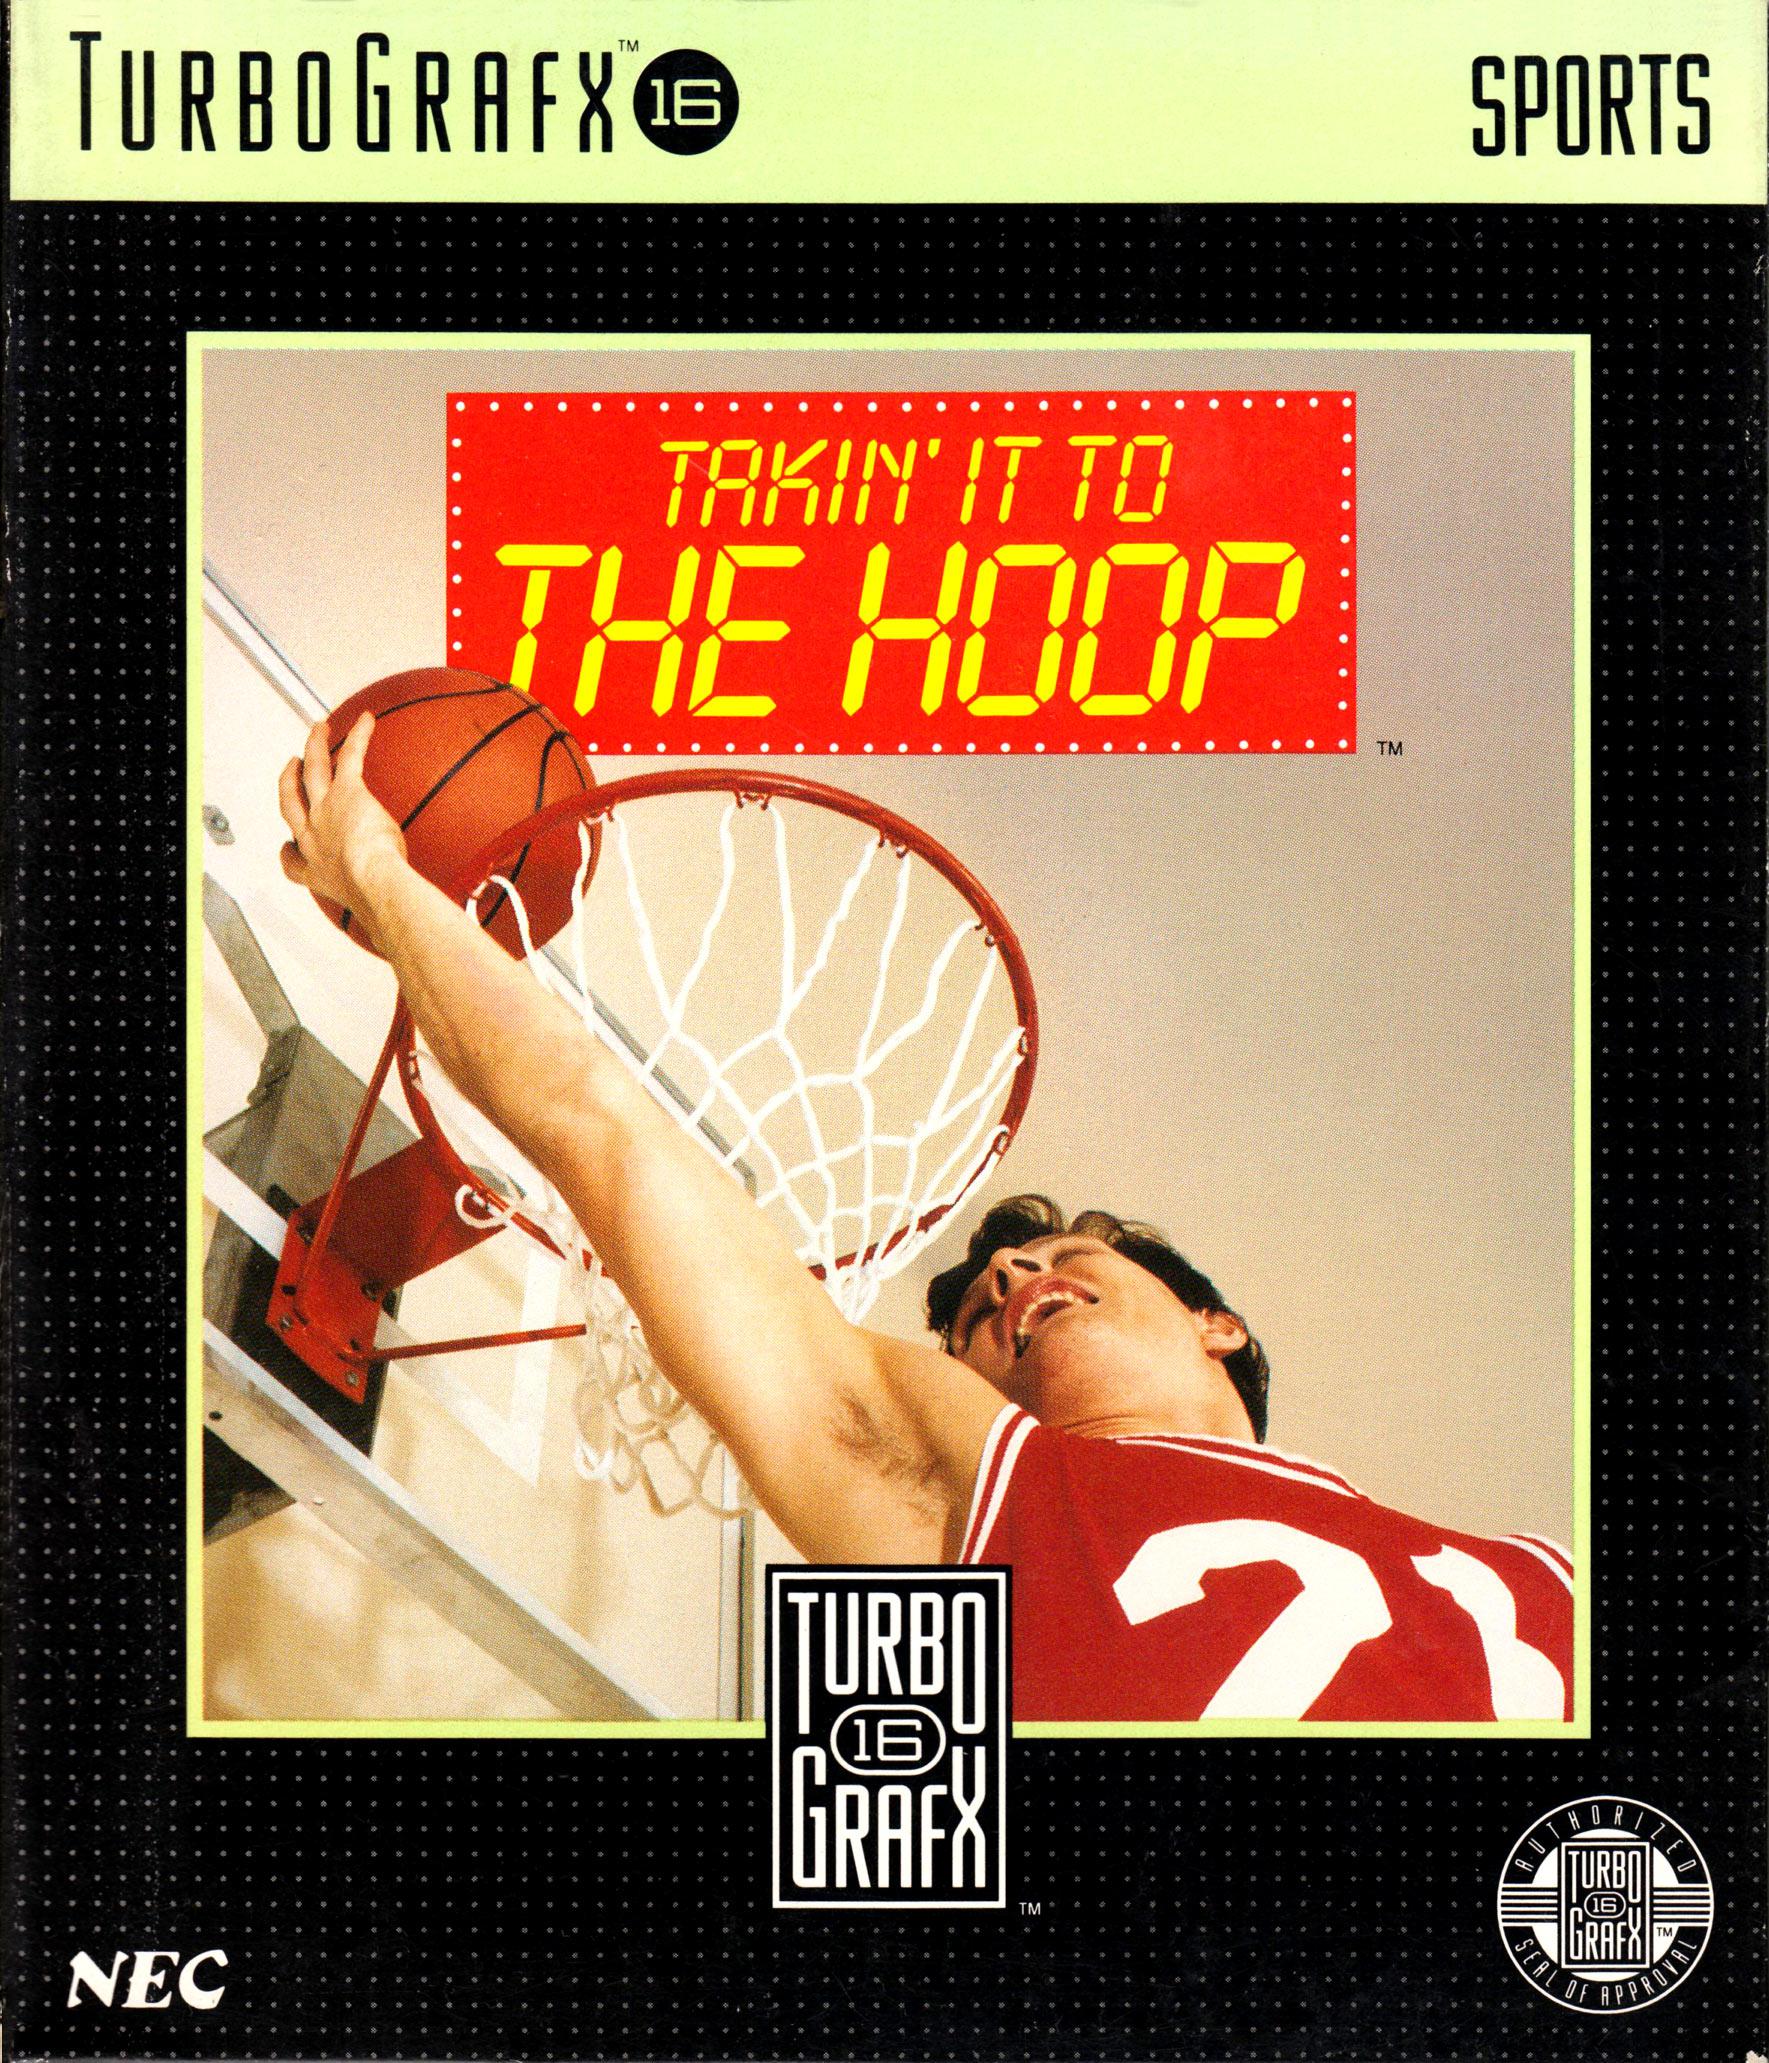 TURBOGRAFX™ 16
SPORTS
TAKIN' IT TO
THE HOOP
™
21
TURBO
16
GRAFX
™
AUTHORIZED
TURBO
16
GRAFX
™
SEAL OF APPROVAL
NEC